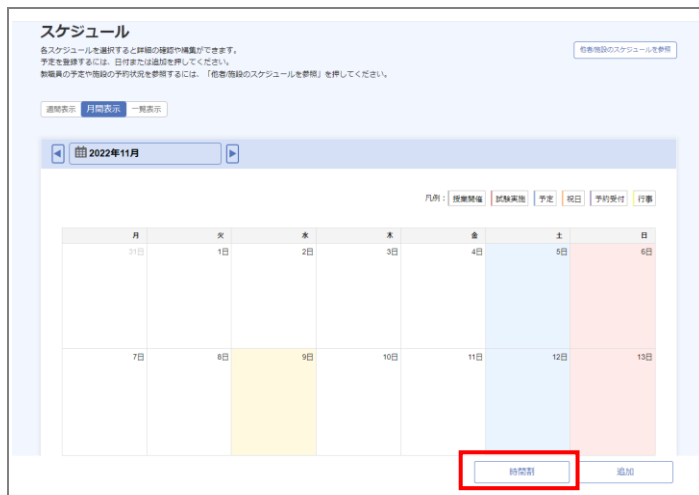 スケジュール
各スケジュールを選択すると詳細の確認や編集ができます。
予定を登録するには、日付または追加を押してください。
教職員の予定や施設の予約状況を参照するには、「他者/施設のスケジュールを参照」を押してください。
他者/施設のスケジュールを参照
週間表示 月間表示 一覧表示
2022年11月
凡例： 授業開催 試験実施 予定 祝日 予約受付 行事
月 火 水 木 金 土 日
31日 1日 2日 3日 4日 5日 6日
7日 8日 9日 10日 11日 12日 13日
時間割 追加